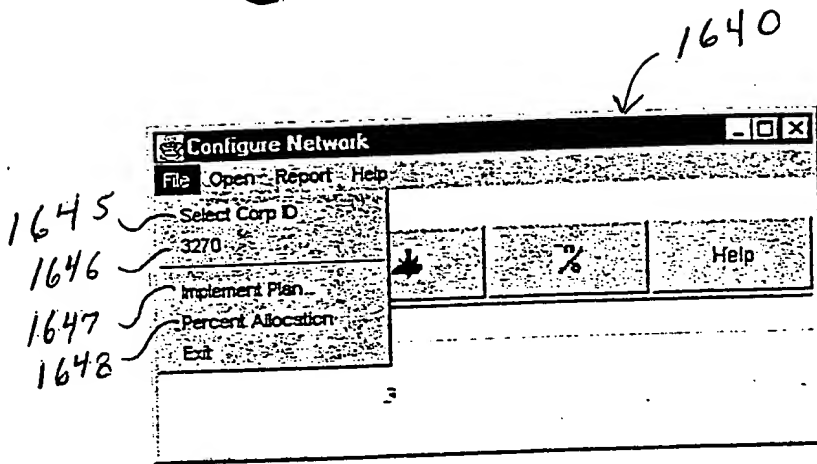 1640
Configure Network
File Open Report Help
1645 Select Corp ID
1646 3270
% Help
1647 Implement Plan...
1648 Percent Allocation
Exit